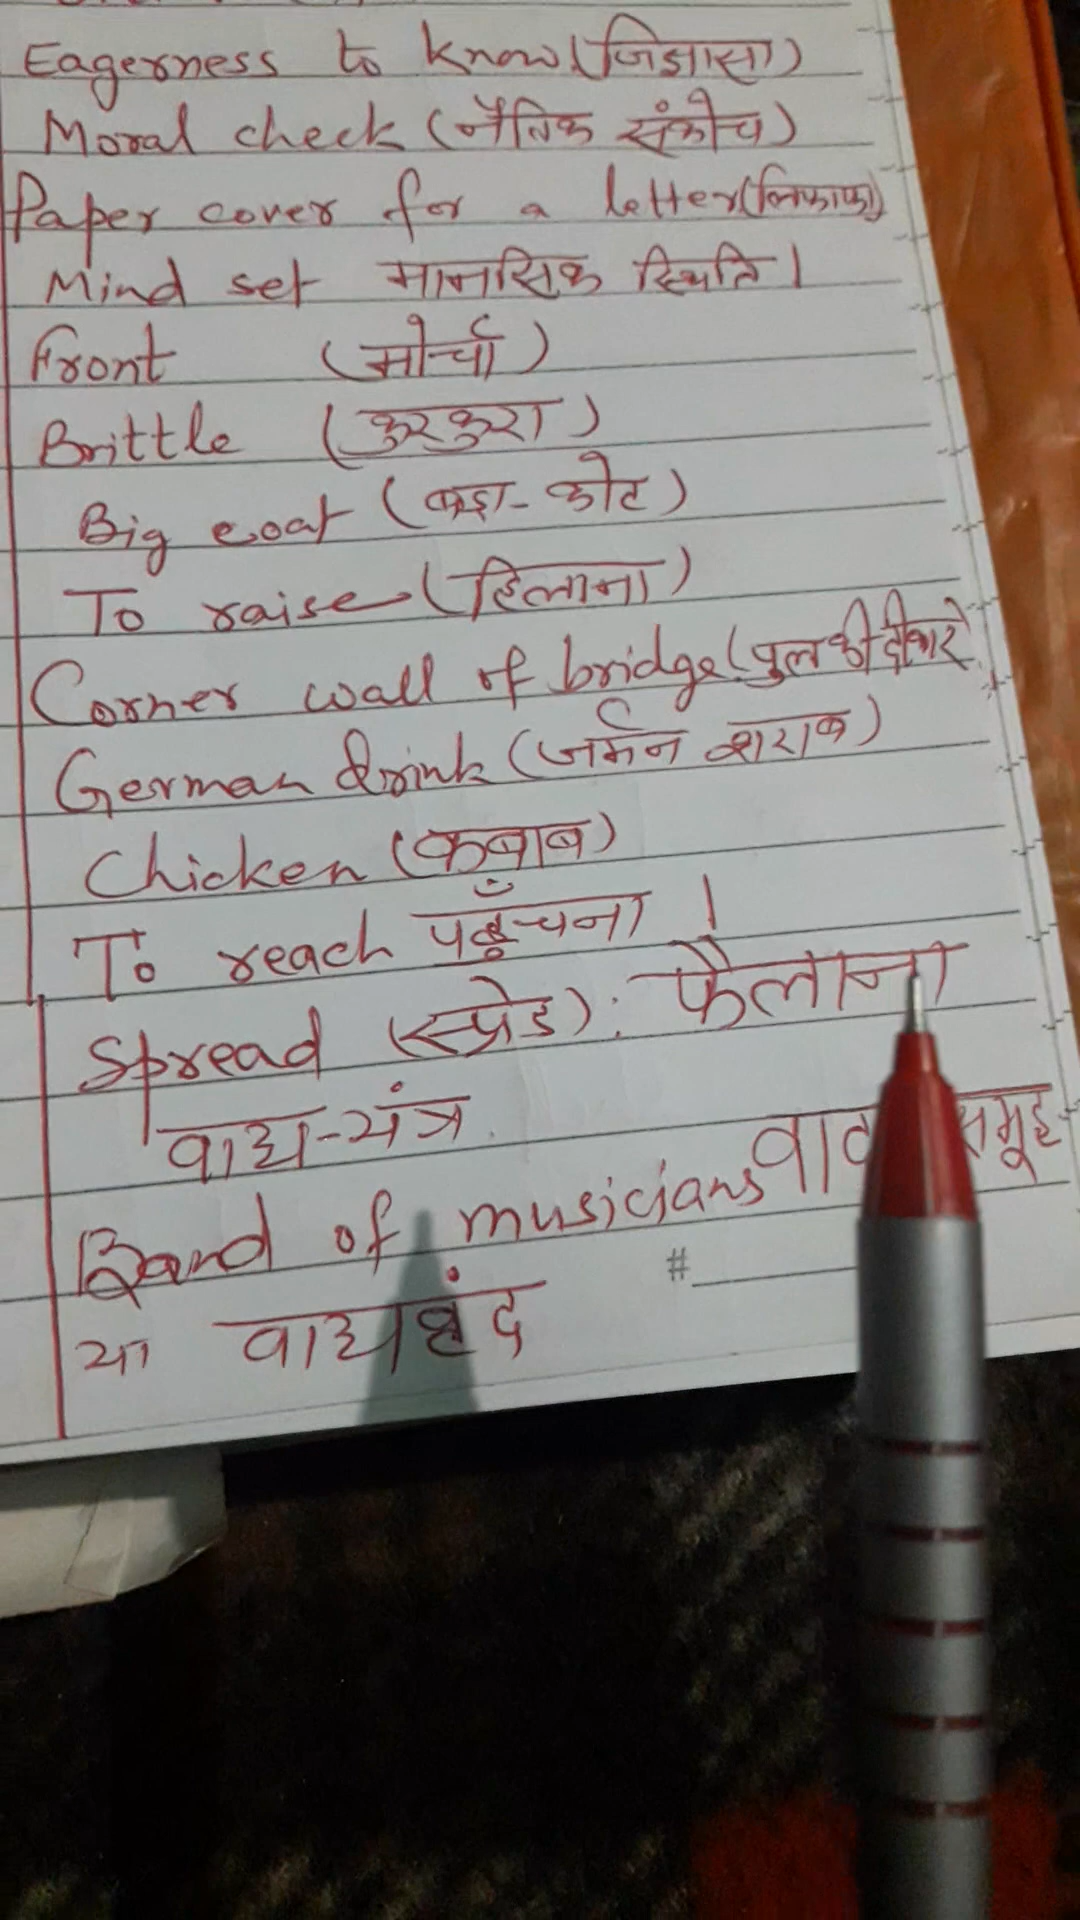 Eagerness to know (जिज्ञासा)
Moral check (नैतिक संकोच)
Paper cover for a letter (लिफाफा)
Mind set मानसिक स्थिति।
Front (मोर्चा)
Brittle (कुरकुरा)
Big coat (बड़ा-कोट)
To raise (हिलाना)
Corner wall of bridge (पुल की दीवारे
German drink (जर्मन शराब)
Chicken (कबाब)
To reach पहुँचना।
Spread (स्प्रेड): फैलाना
वाद्य-यंत्र
Band of musicians समूह
#
या